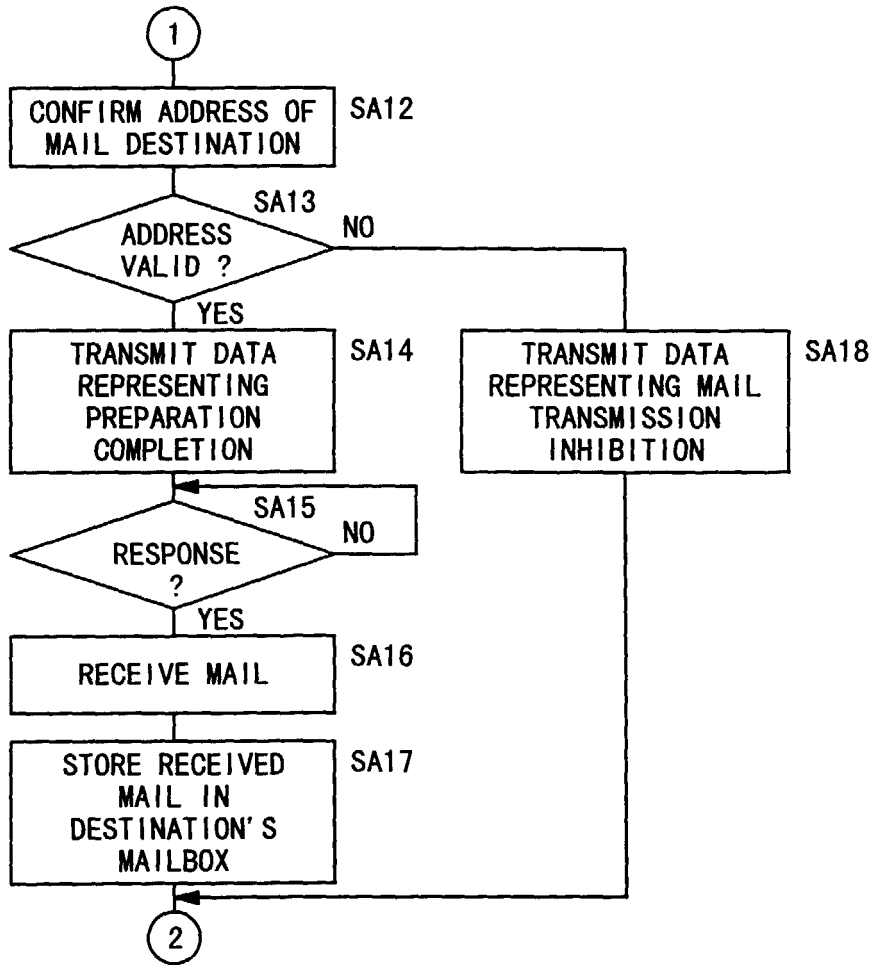 1
CONFIRM ADDRESS OF
MAIL DESTINATION
SA12
SA13
ADDRESS
VALID ?
NO
YES
TRANSMIT DATA
REPRESENTING
PREPARATION
COMPLETION
SA14
TRANSMIT DATA
REPRESENTING MAIL
TRANSMISSION
INHIBITION
SA18
SA15
RESPONSE
?
NO
YES
RECEIVE MAIL
SA16
STORE RECEIVED
MAIL IN
DESTINATION'S
MAILBOX
SA17
2